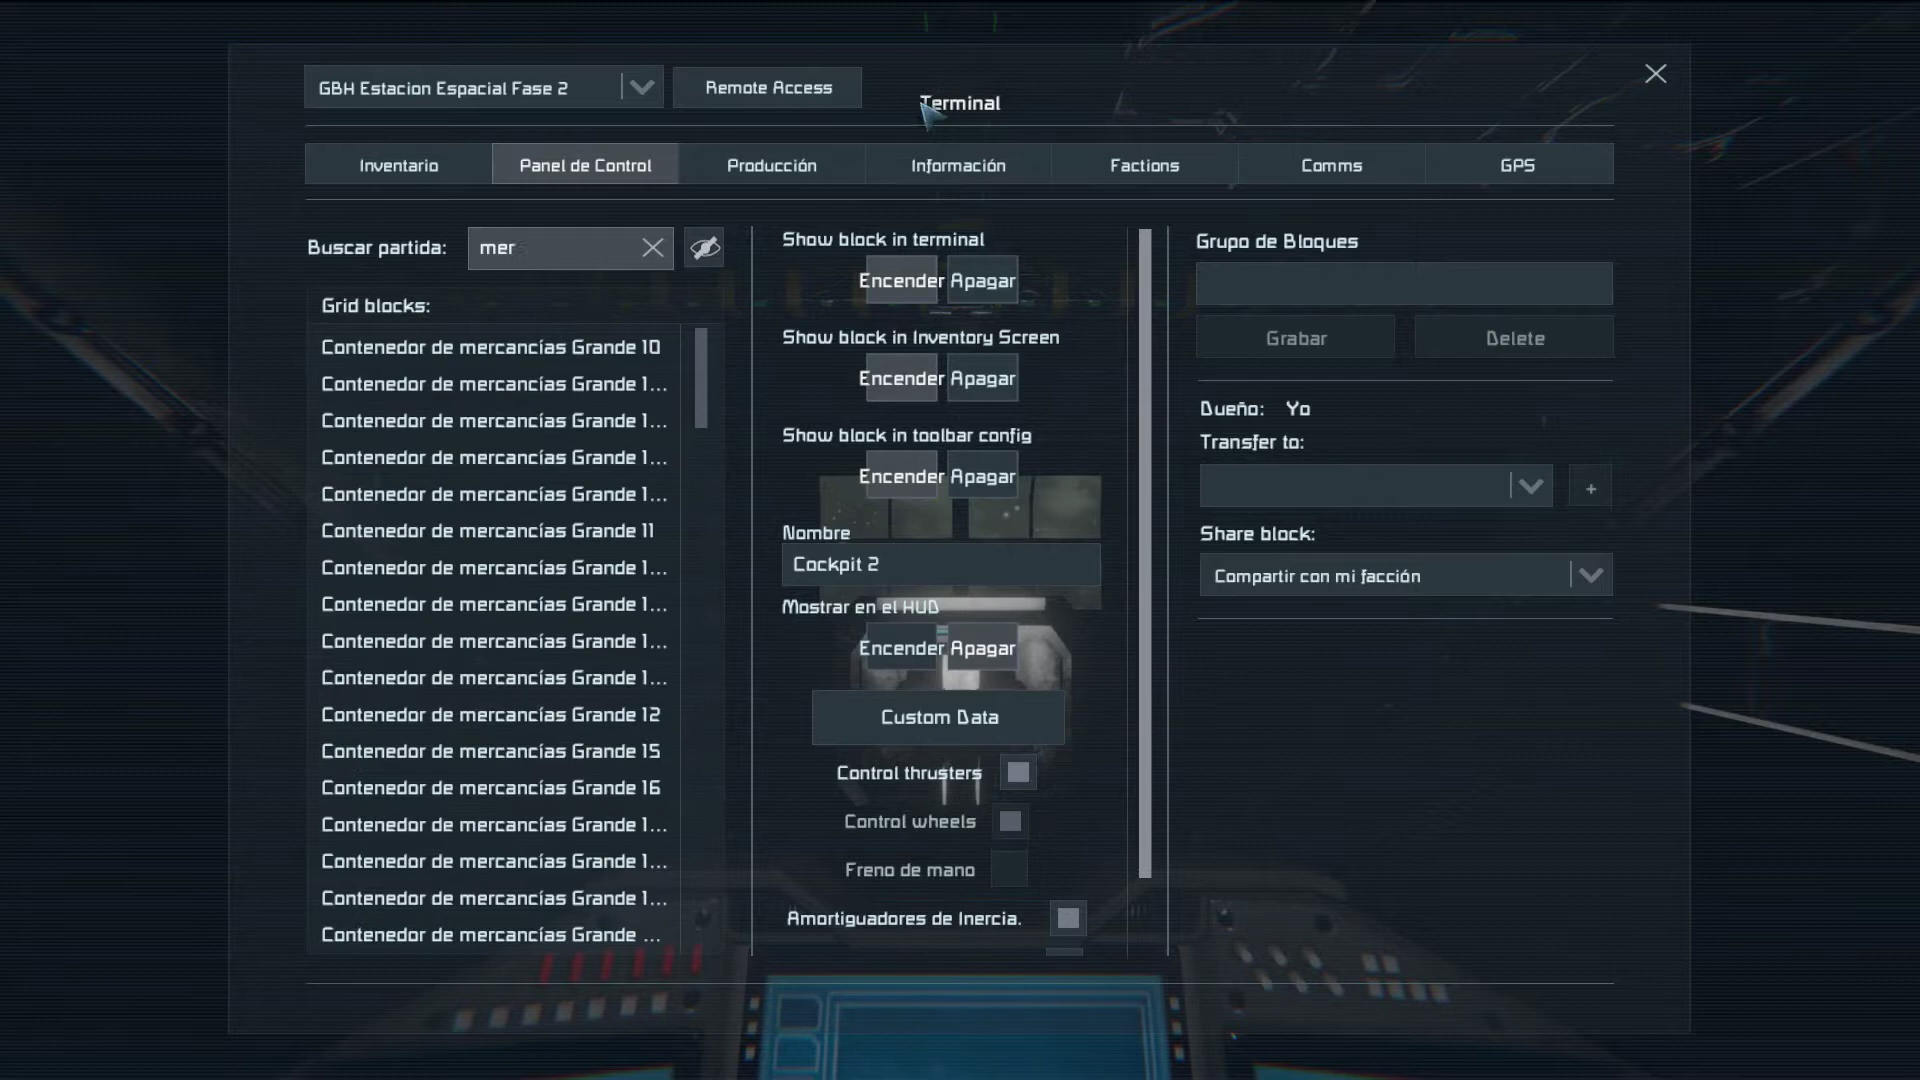 GBH Estacion Espacial Fase 2
Remote Access
Terminal
Inventario
Panel de Control
Producción
Información
Factions
Comms
GPS
Buscar partida:
mer
Grid blocks:
Contenedor de mercancías Grande 10
Contenedor de mercancías Grande 1...
Contenedor de mercancías Grande 1...
Contenedor de mercancías Grande 1...
Contenedor de mercancías Grande 1...
Contenedor de mercancías Grande 11
Contenedor de mercancías Grande 1...
Contenedor de mercancías Grande 1...
Contenedor de mercancías Grande 1...
Contenedor de mercancías Grande 1...
Contenedor de mercancías Grande 12
Contenedor de mercancías Grande 15
Contenedor de mercancías Grande 16
Contenedor de mercancías Grande 1...
Contenedor de mercancías Grande 1...
Contenedor de mercancías Grande 1...
Contenedor de mercancías Grande ...
Show block in terminal
Encender Apagar
Show block in Inventory Screen
Encender Apagar
Show block in toolbar config
Encender Apagar
Nombre
Cockpit 2
Mostrar en el HUD
Encender Apagar
Custom Data
Control thrusters
Control wheels
Freno de mano
Amortiguadores de Inercia.
Grupo de Bloques
Grabar
Delete
Dueño: Yo
Transfer to:
+
Share block:
Compartir con mi facción